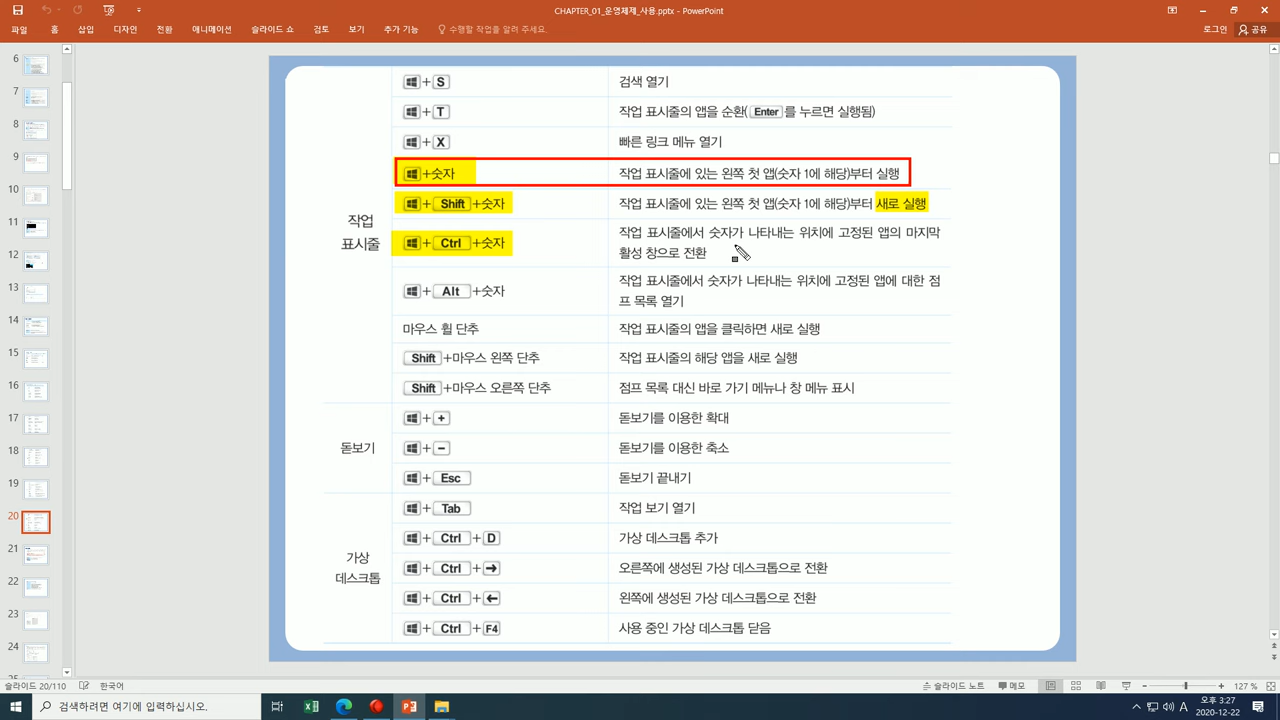 CHAPTER_01_운영체제_사용.pptx - PowerPoint
파일 홈 삽입 디자인 전환 애니메이션 슬라이드 쇼 검토 보기 추가 기능 수행할 작업을 알려 주세요. 로그인 공유
6
7
8
9
10
11
12
13
14
15
16
17
18
19
20
21
22
23
24
작업
표시줄
+ S 검색 열기
+ T 작업 표시줄의 앱을 순환( Enter 를 누르면 실행됨)
+ X 빠른 링크 메뉴 열기
+숫자 작업 표시줄에 있는 왼쪽 첫 앱(숫자 1에 해당)부터 실행
+ Shift +숫자 작업 표시줄에 있는 왼쪽 첫 앱(숫자 1에 해당)부터 새로 실행
+ Ctrl +숫자 작업 표시줄에서 숫자가 나타내는 위치에 고정된 앱의 마지막
활성 창으로 전환
+ Alt +숫자 작업 표시줄에서 숫자가 나타내는 위치에 고정된 앱에 대한 점
프 목록 열기
마우스 휠 단추 작업 표시줄의 앱을 클릭하면 새로 실행
Shift +마우스 왼쪽 단추 작업 표시줄의 해당 앱을 새로 실행
Shift +마우스 오른쪽 단추 점프 목록 대신 바로 가기 메뉴나 창 메뉴 표시
돋보기
+ + 돋보기를 이용한 확대
+ - 돋보기를 이용한 축소
+ Esc 돋보기 끝내기
가상
데스크톱
+ Tab 작업 보기 열기
+ Ctrl + D 가상 데스크톱 추가
+ Ctrl + → 오른쪽에 생성된 가상 데스크톱으로 전환
+ Ctrl + ← 왼쪽에 생성된 가상 데스크톱으로 전환
+ Ctrl + F4 사용 중인 가상 데스크톱 닫음
슬라이드 20/110 한국어 슬라이드 노트 메모 127 %
검색하려면 여기에 입력하십시오. A 오후 3:27
2020-12-22